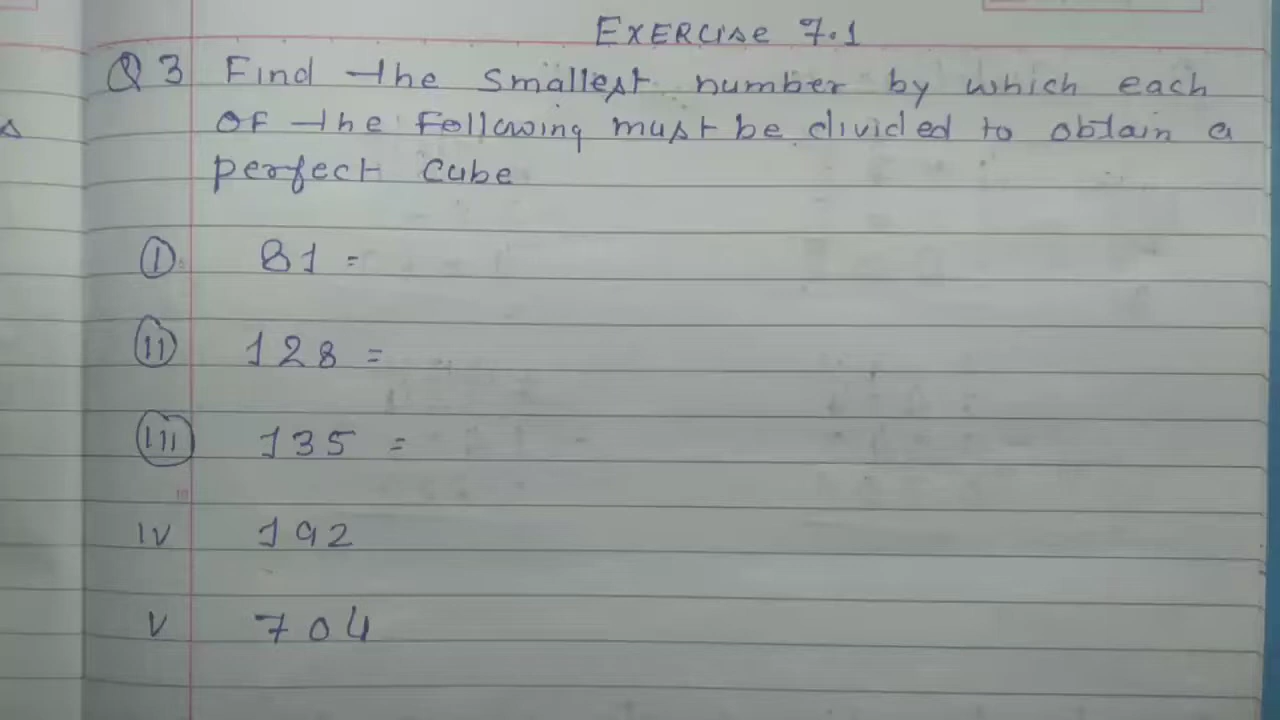 Exercise 7.1
Q 3 Find the smallest number by which each
of the following must be divided to obtain a
perfect cube
(i) 81 =
(ii) 128 =
(iii) 135 =
iv 192
v 704